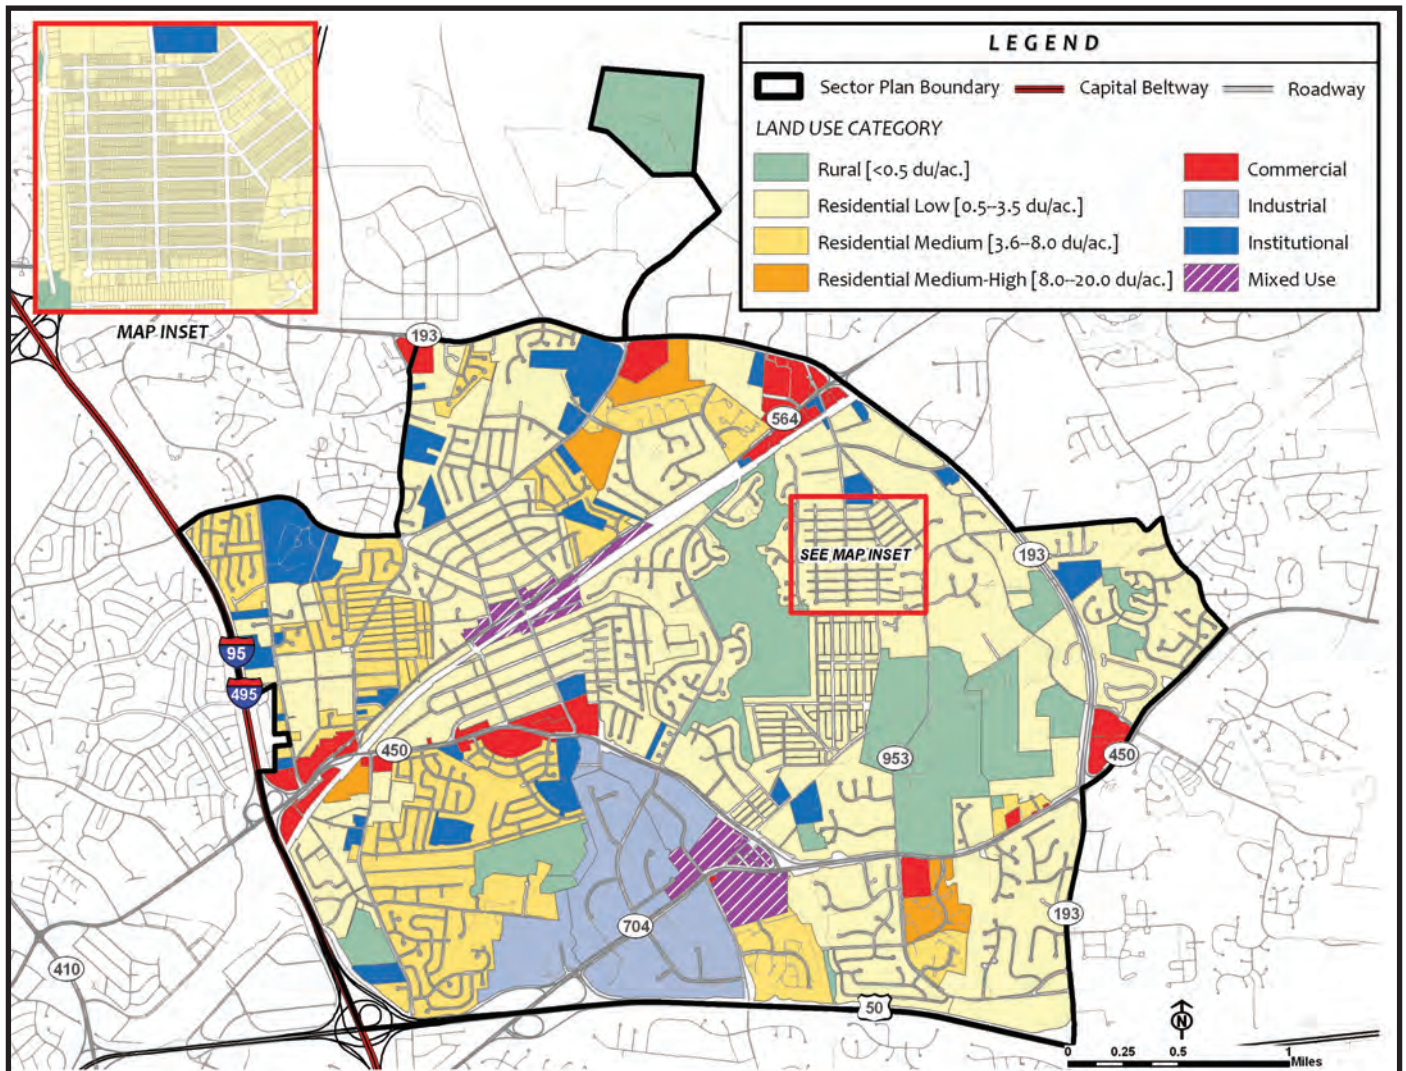 LEGEND
Sector Plan Boundary
Capital Beltway
Roadway
LAND USE CATEGORY
Rural [<0.5 du/ac.]
Commercial
Residential Low [0.5--3.5 du/ac.]
Industrial
Residential Medium [3.6--8.0 du/ac.]
Institutional
Residential Medium-High [8.0--20.0 du/ac.]
Mixed Use
MAP INSET
193
564
SEE MAP INSET
193
95
495
450
953
450
704
193
410
50
N
0 0.25 0.5 1
Miles